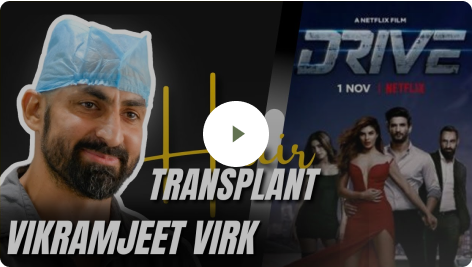 A NETFLIX FILM
DRIVE
1 NOV | NETFLIX
Hair
TRANSPLANT
VIKRAMJEET VIRK